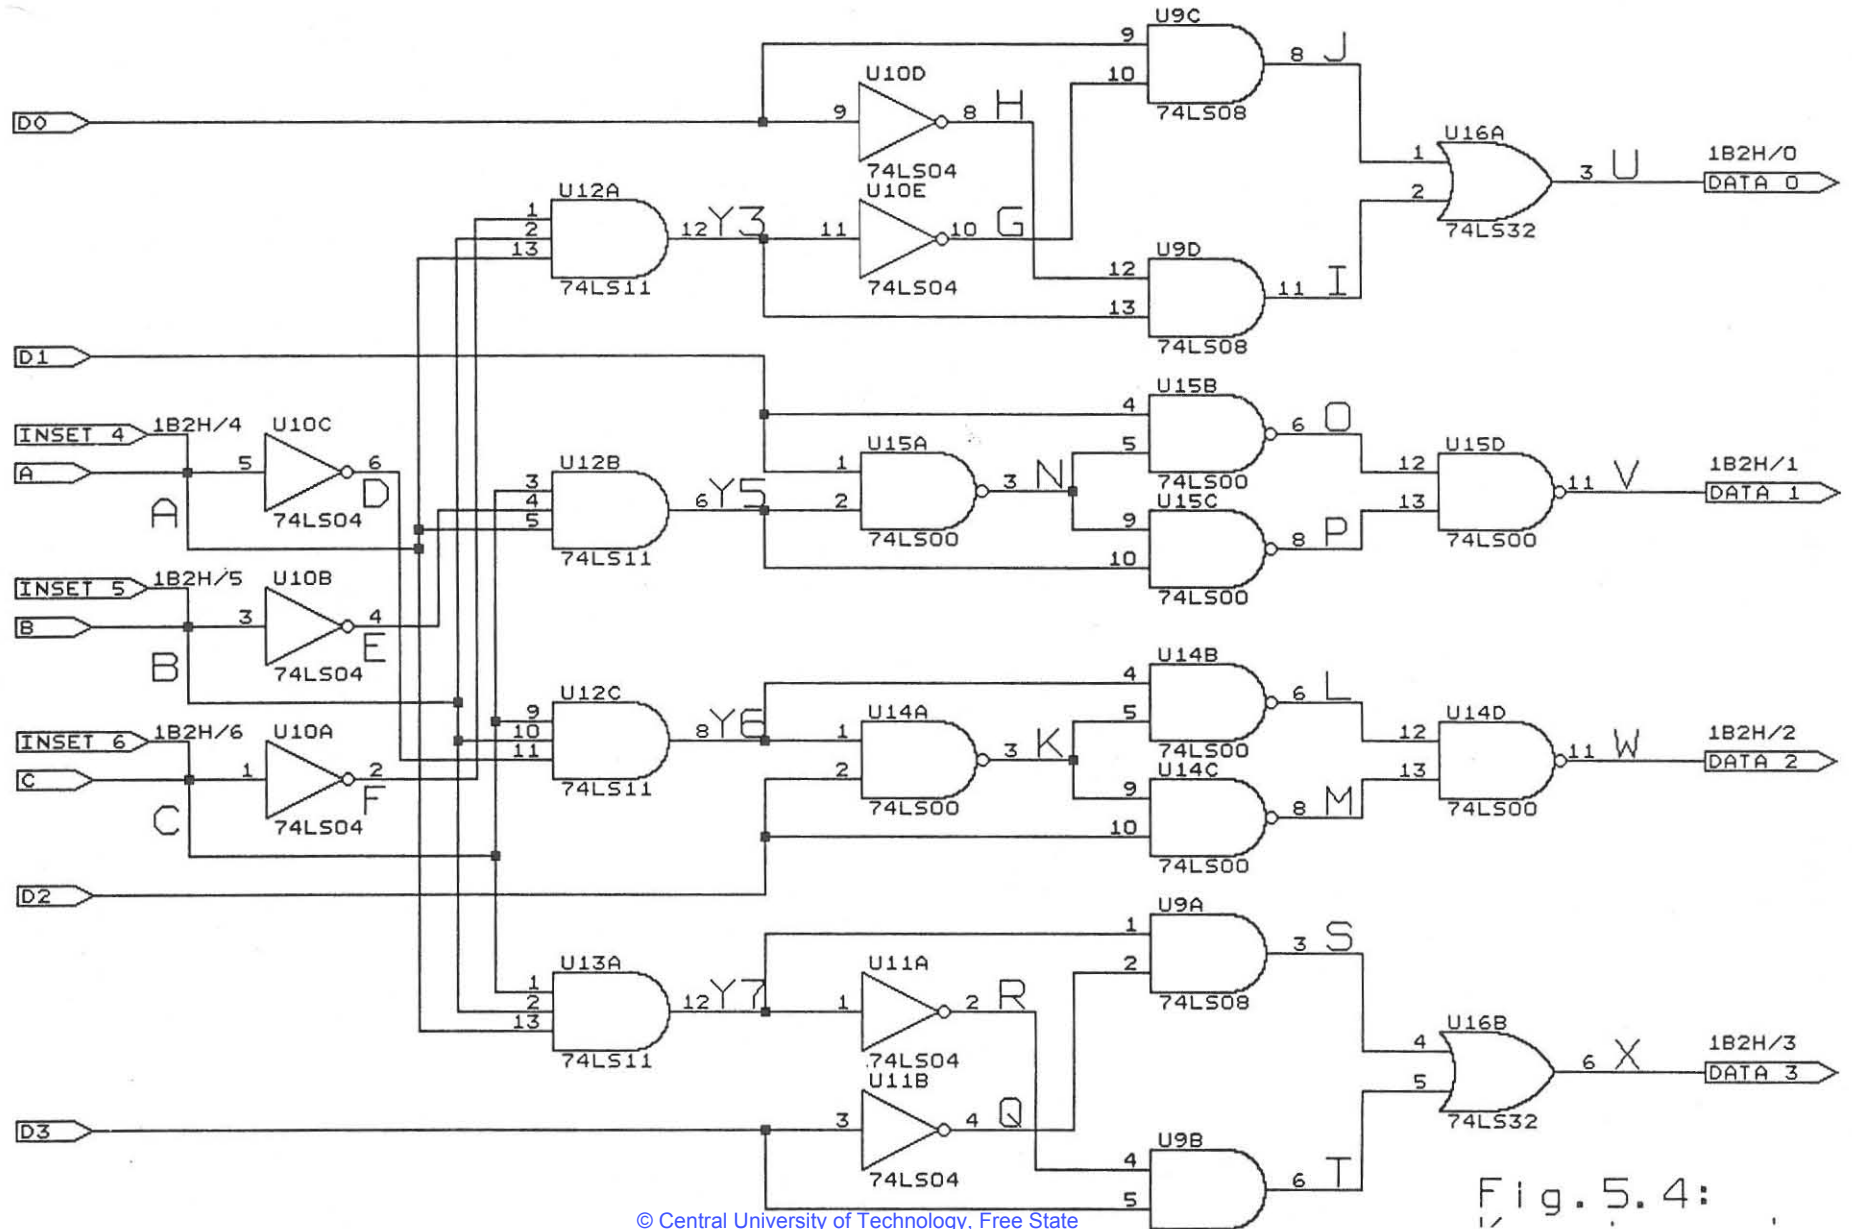 U9C
9
8
J
10
74LS08
U10D
9
8
H
74LS04
D0
U16A
1
3
U
2
74LS32
1B2H/0
DATA 0
U12A
1
2
13
12
Y3
74LS11
U10E
11
10
G
74LS04
U9D
12
11
I
13
74LS08
D1
U15B
4
6
O
5
74LS00
INSET 4
1B2H/4
U10C
A
5
6
D
A
74LS04
U12B
3
4
5
6
Y5
74LS11
U15A
1
3
N
2
74LS00
U15C
9
8
P
10
74LS00
U15D
12
11
V
13
74LS00
1B2H/1
DATA 1
INSET 5
1B2H/5
U10B
B
3
4
E
B
74LS04
U14B
4
6
L
5
74LS00
U12C
9
10
11
8
Y6
74LS11
U14A
1
3
K
2
74LS00
U14D
12
11
W
13
74LS00
1B2H/2
DATA 2
INSET 6
1B2H/6
U10A
C
1
2
F
C
74LS04
U14C
9
8
M
10
74LS00
D2
U9A
1
3
S
2
74LS08
U13A
1
2
13
12
Y7
74LS11
U11A
1
2
R
74LS04
U16B
4
6
X
5
74LS32
1B2H/3
DATA 3
U11B
3
4
Q
74LS04
D3
U9B
4
6
T
5
Fig.5.4:
© Central University of Technology, Free State